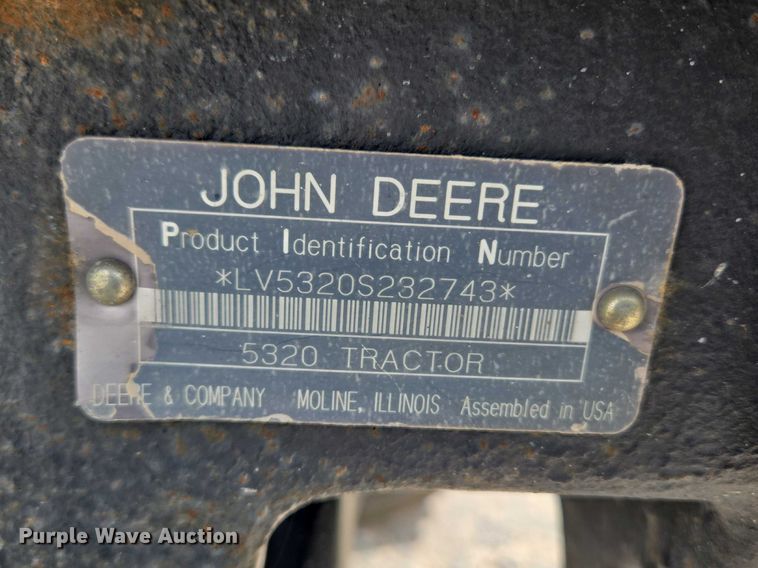 JOHN DEERE
Product Identification Number
*LV5320S232743*
5320 TRACTOR
DEERE & COMPANY MOLINE, ILLINOIS Assembled in USA
Purple Wave Auction